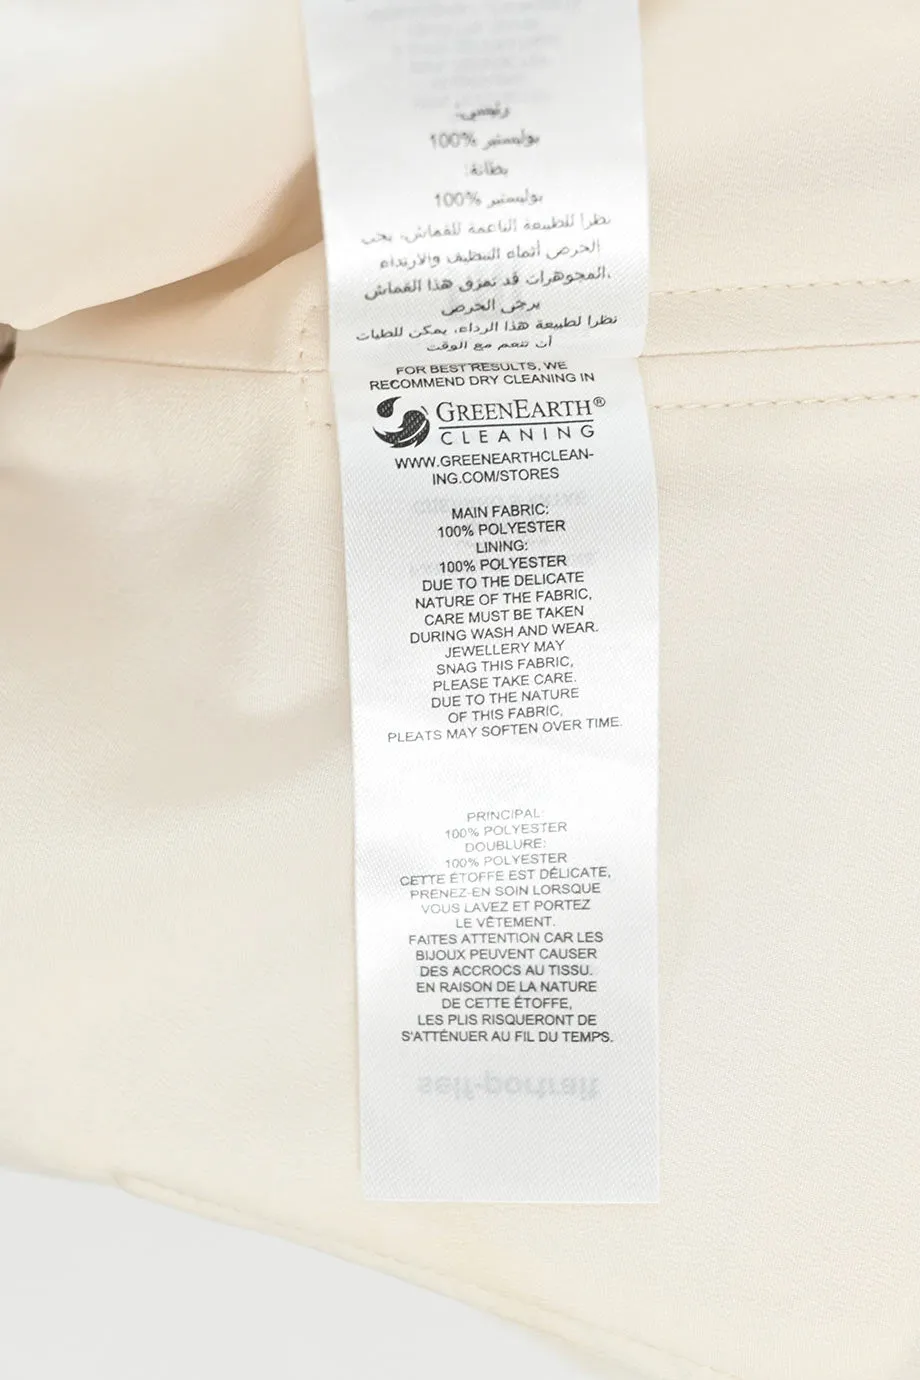 رئيسي:
بوليستر 100%
بطانة:
بوليستر 100%
نظرا للطبيعة الناعمة للقماش، يجب
الحرص أثناء التنظيف والارتداء
.المجوهرات قد تمزق هذا القماش
يرجى الحرص
نظرا لطبيعة هذا الرداء، يمكن للطيات
أن تنعم مع الوقت
FOR BEST RESULTS, WE
RECOMMEND DRY CLEANING IN
GREENEARTH®
CLEANING
WWW.GREENEARTHCLEAN-
ING.COM/STORES
MAIN FABRIC:
100% POLYESTER
LINING:
100% POLYESTER
DUE TO THE DELICATE
NATURE OF THE FABRIC,
CARE MUST BE TAKEN
DURING WASH AND WEAR.
JEWELLERY MAY
SNAG THIS FABRIC,
PLEASE TAKE CARE.
DUE TO THE NATURE
OF THIS FABRIC,
PLEATS MAY SOFTEN OVER TIME.
PRINCIPAL:
100% POLYESTER
DOUBLURE:
100% POLYESTER
CETTE ÉTOFFE EST DÉLICATE,
PRENEZ-EN SOIN LORSQUE
VOUS LAVEZ ET PORTEZ
LE VÊTEMENT.
FAITES ATTENTION CAR LES
BIJOUX PEUVENT CAUSER
DES ACCROCS AU TISSU.
EN RAISON DE LA NATURE
DE CETTE ÉTOFFE,
LES PLIS RISQUERONT DE
S'ATTÉNUER AU FIL DU TEMPS.
self-portrait